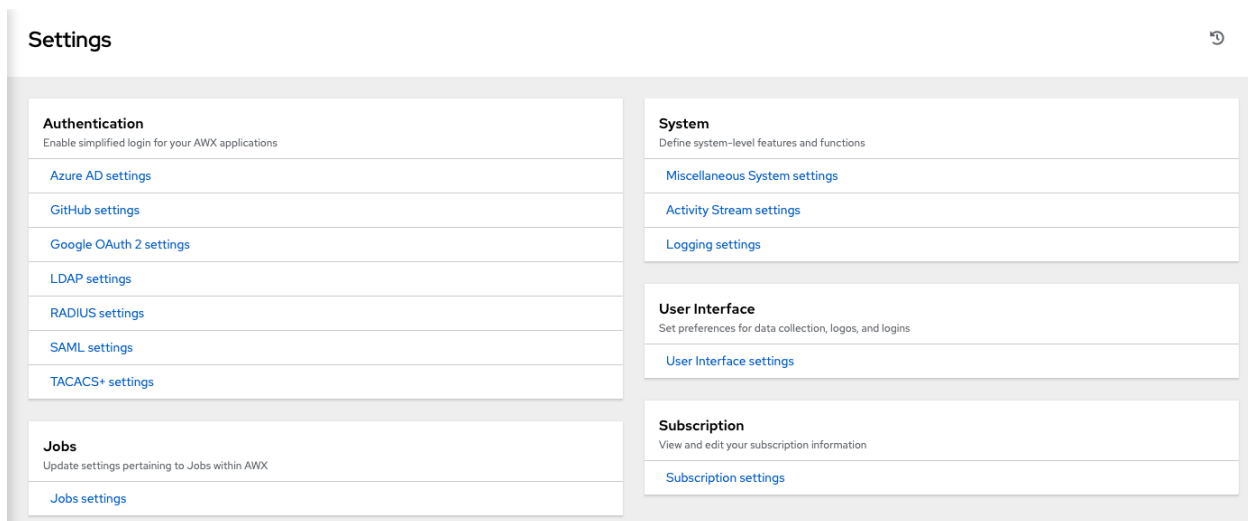 Settings
Authentication
Enable simplified login for your AWX applications
Azure AD settings
GitHub settings
Google OAuth 2 settings
LDAP settings
RADIUS settings
SAML settings
TACACS+ settings
Jobs
Update settings pertaining to Jobs within AWX
Jobs settings
System
Define system-level features and functions
Miscellaneous System settings
Activity Stream settings
Logging settings
User Interface
Set preferences for data collection, logos, and logins
User Interface settings
Subscription
View and edit your subscription information
Subscription settings